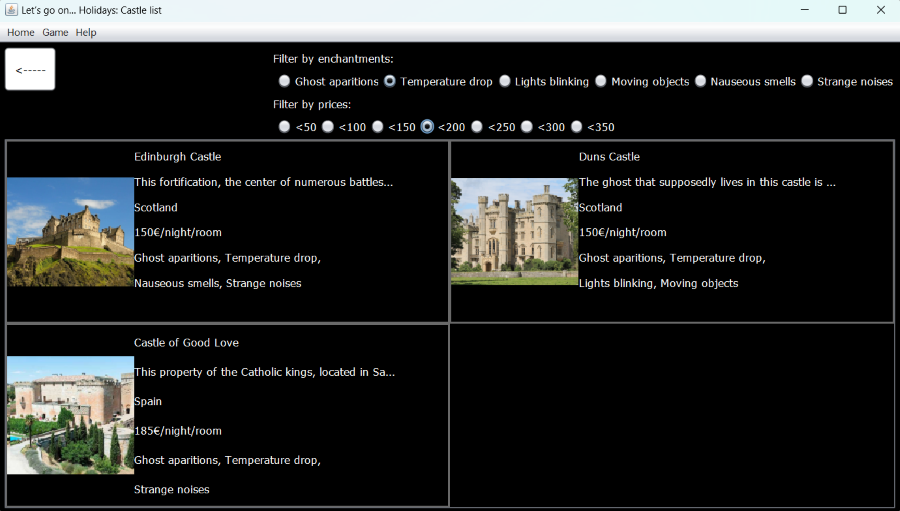 Let's go on... Holidays: Castle list
Home Game Help
<-----
Filter by enchantments:
Ghost aparitions Temperature drop Lights blinking Moving objects Nauseous smells Strange noises
Filter by prices:
<50 <100 <150 <200 <250 <300 <350
Edinburgh Castle
This fortification, the center of numerous battles...
Scotland
150€/night/room
Ghost aparitions, Temperature drop,
Nauseous smells, Strange noises
Duns Castle
The ghost that supposedly lives in this castle is ...
Scotland
150€/night/room
Ghost aparitions, Temperature drop,
Lights blinking, Moving objects
Castle of Good Love
This property of the Catholic kings, located in Sa...
Spain
185€/night/room
Ghost aparitions, Temperature drop,
Strange noises